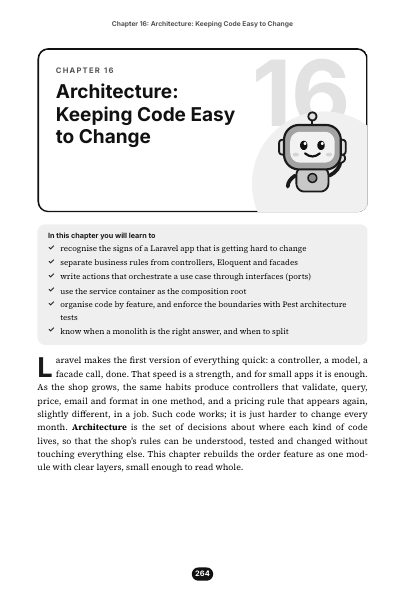 Chapter 16: Architecture: Keeping Code Easy to Change
16
CHAPTER 16
Architecture:
Keeping Code Easy
to Change
In this chapter you will learn to
✓ recognise the signs of a Laravel app that is getting hard to change
✓ separate business rules from controllers, Eloquent and facades
✓ write actions that orchestrate a use case through interfaces (ports)
✓ use the service container as the composition root
✓ organise code by feature, and enforce the boundaries with Pest architecture
tests
✓ know when a monolith is the right answer, and when to split
Laravel makes the first version of everything quick: a controller, a model, a
facade call, done. That speed is a strength, and for small apps it is enough.
As the shop grows, the same habits produce controllers that validate, query,
price, email and format in one method, and a pricing rule that appears again,
slightly different, in a job. Such code works; it is just harder to change every
month. Architecture is the set of decisions about where each kind of code
lives, so that the shop's rules can be understood, tested and changed without
touching everything else. This chapter rebuilds the order feature as one mod-
ule with clear layers, small enough to read whole.
264